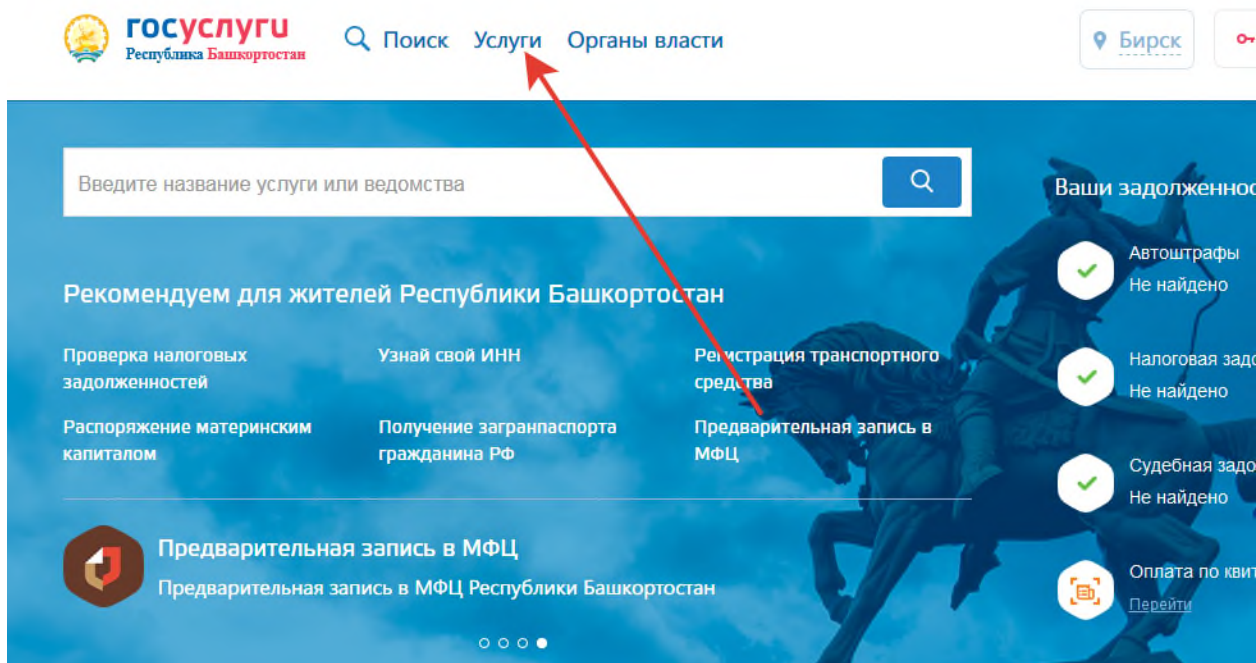 госуслуги
Республика Башкортостан
Поиск Услуги Органы власти
Бирск
Введите название услуги или ведомства
Рекомендуем для жителей Республики Башкортостан
Проверка налоговых
задолженностей
Узнай свой ИНН
Регистрация транспортного
средства
Распоряжение материнским
капиталом
Получение загранпаспорта
гражданина РФ
Предварительная запись в
МФЦ
Предварительная запись в МФЦ
Предварительная запись в МФЦ Республики Башкортостан
Ваши задолженнос
Автоштрафы
Не найдено
Налоговая задо
Не найдено
Судебная задо
Не найдено
Оплата по квит
Перейти